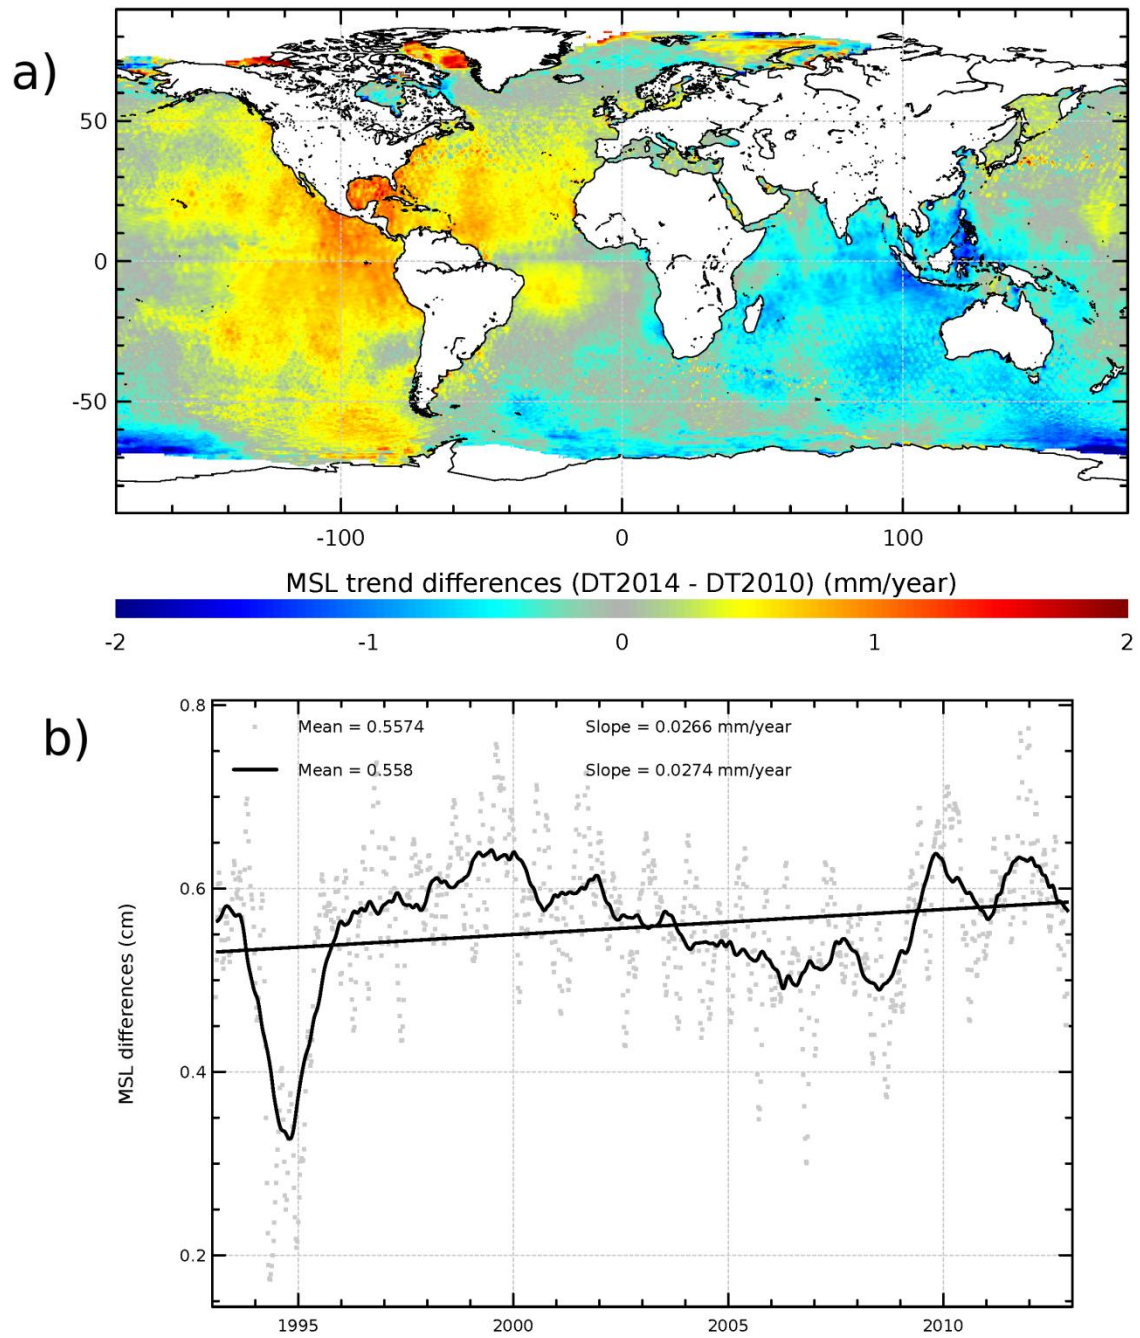 a)
50
0
-50
-100 0 100
MSL trend differences (DT2014 - DT2010) (mm/year)
-2 -1 0 1 2
b)
0.8
Mean = 0.5574 Slope = 0.0266 mm/year
Mean = 0.558 Slope = 0.0274 mm/year
0.6
MSL differences (cm)
0.4
0.2
1995 2000 2005 2010